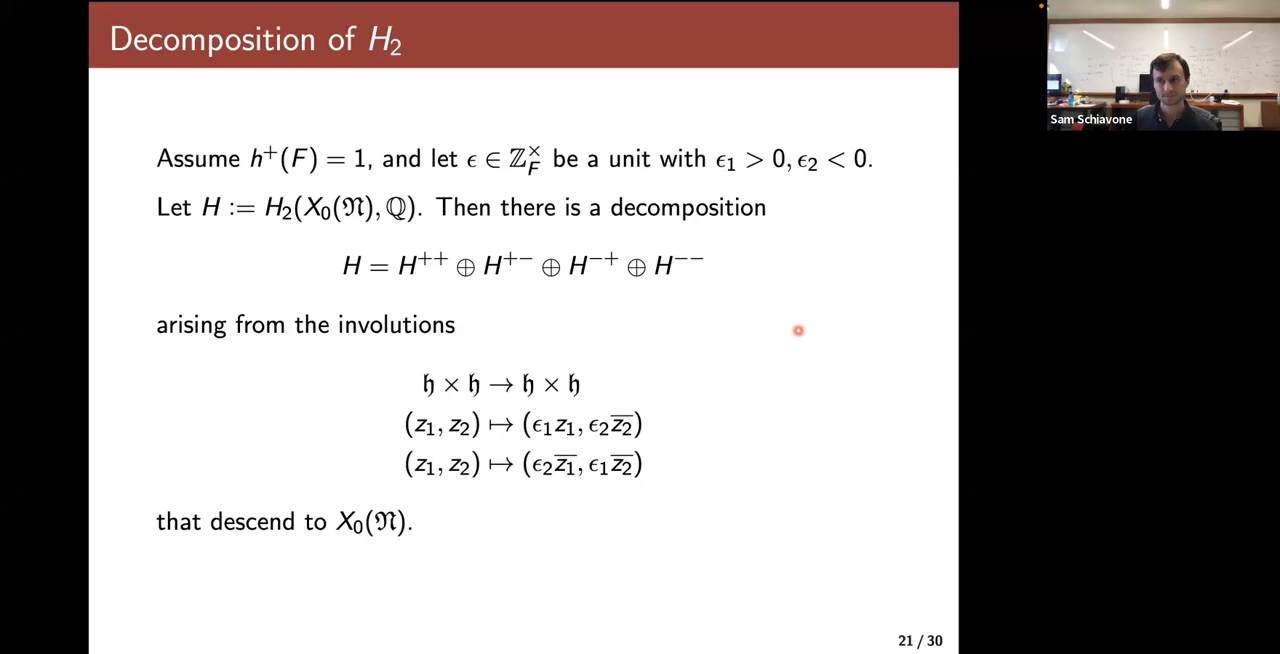 Decomposition of H₂
Sam Schiavone
Assume h⁺(F) = 1, and let ϵ ∈ ℤ_F^× be a unit with ϵ₁ > 0, ϵ₂ < 0.
Let H := H₂(X₀(𝔑), ℚ). Then there is a decomposition
H = H⁺⁺ ⊕ H⁺⁻ ⊕ H⁻⁺ ⊕ H⁻⁻
arising from the involutions
𝔥 × 𝔥 → 𝔥 × 𝔥
(z₁, z₂) ↦ (ϵ₁z₁, ϵ₂z̅₂)
(z₁, z₂) ↦ (ϵ₂z̅₁, ϵ₁z̅₂)
that descend to X₀(𝔑).
21 / 30